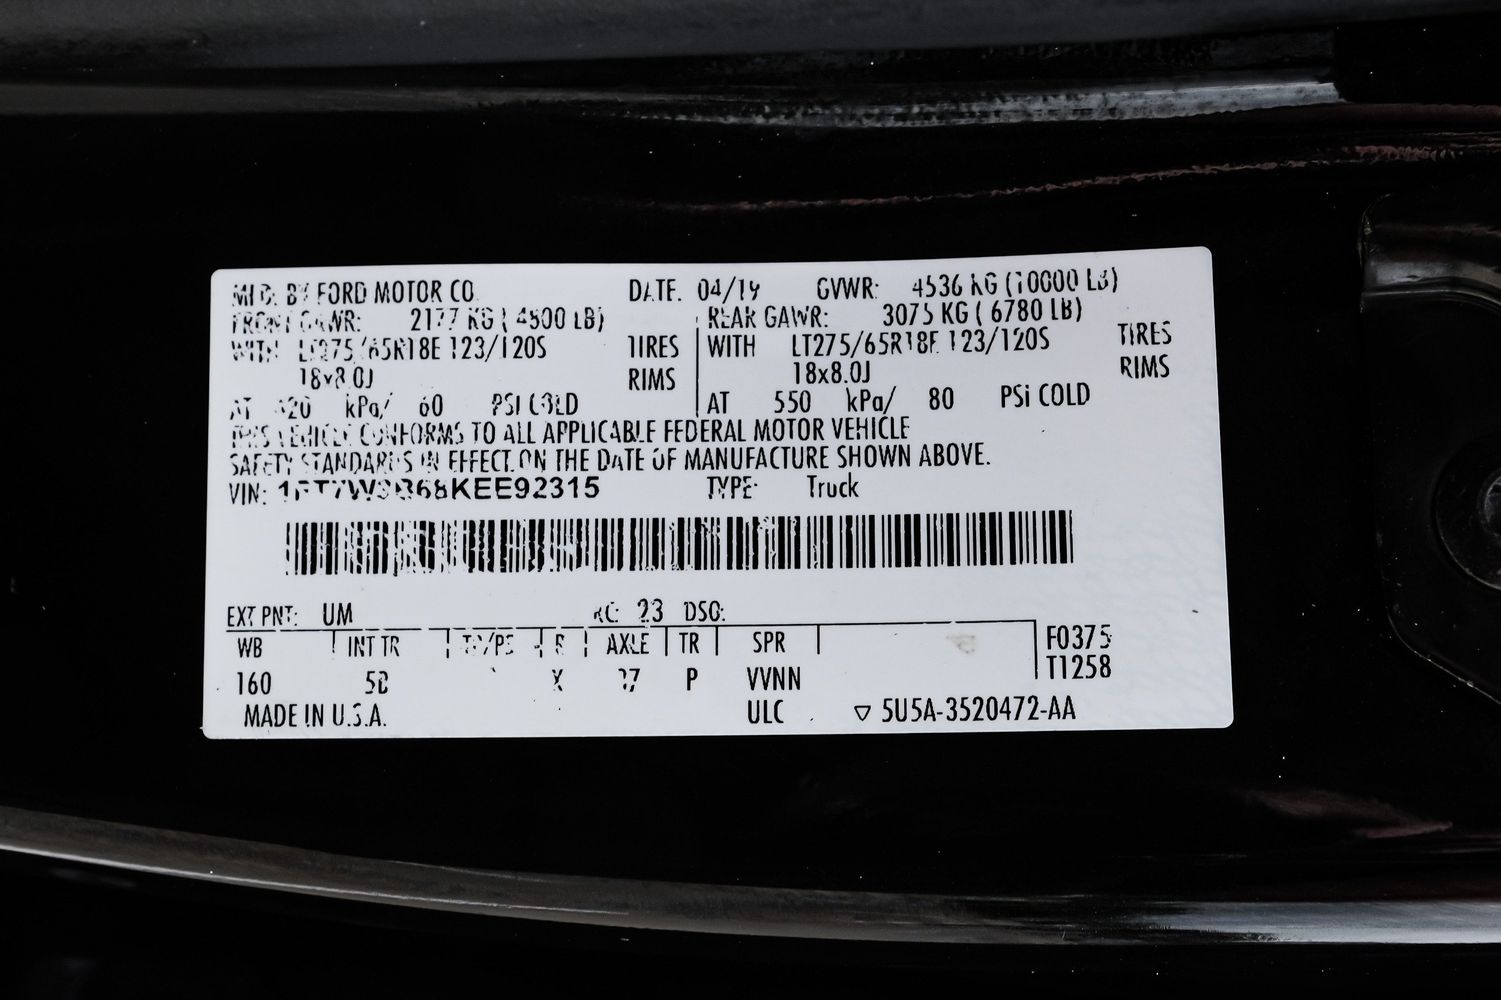 MFD. BY FORD MOTOR CO. DATE. 04/19 GVWR: 4536 KG (10000 LB)
FRONT GAWR: 2177 KG ( 4800 LB) REAR GAWR: 3075 KG ( 6780 LB)
WITH LT275/65R18E 123/120S TIRES WITH LT275/65R18E 123/120S TIRES
18x8.0J RIMS 18x8.0J RIMS
AT 420 kPa/ 60 PSI COLD AT 550 kPa/ 80 PSi COLD
THIS VEHICLE CONFORMS TO ALL APPLICABLE FEDERAL MOTOR VEHICLE
SAFETY STANDARDS IN EFFECT ON THE DATE OF MANUFACTURE SHOWN ABOVE.
VIN: TYPE: Truck
EXT PNT: UM RC: 23 DSO:
WB INT TR TP/PS R AXLE TR SPR F0375
160 X 37 P VVNN T1258
MADE IN U.S.A. ULC ▽ 5U5A-3520472-AA